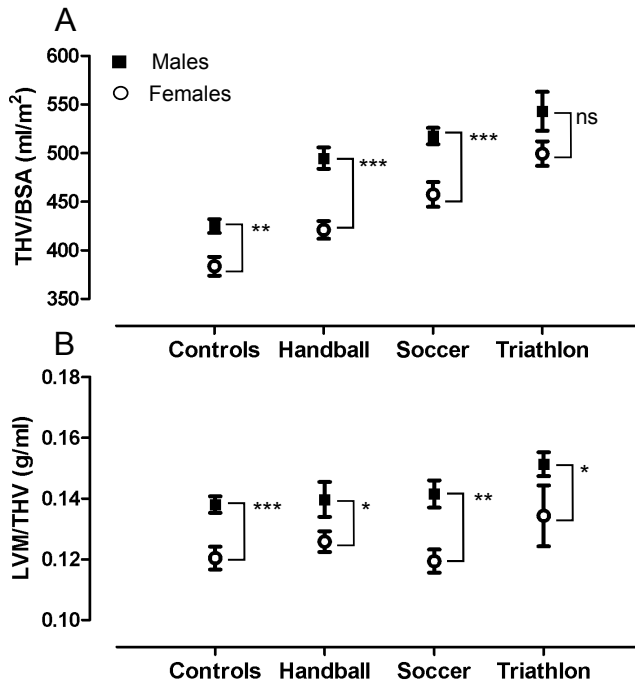 A
THV/BSA (ml/m²)
600
550
500
450
400
350
Males
Females
**
***
***
ns
Controls Handball Soccer Triathlon
B
LVM/THV (g/ml)
0.18
0.16
0.14
0.12
0.10
***
*
**
*
Controls Handball Soccer Triathlon